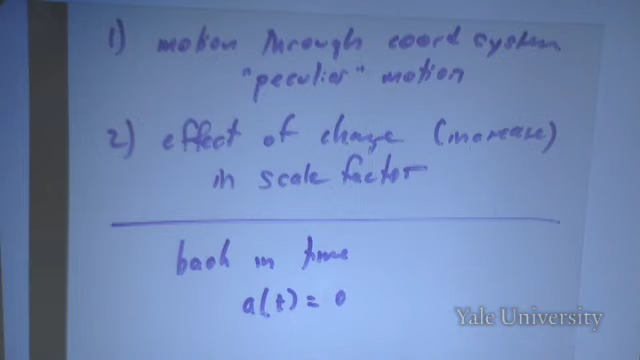 1) motion through coord system
"peculiar" motion
2) effect of change (increase)
in scale factor
back in time
a(t) = 0
Yale University